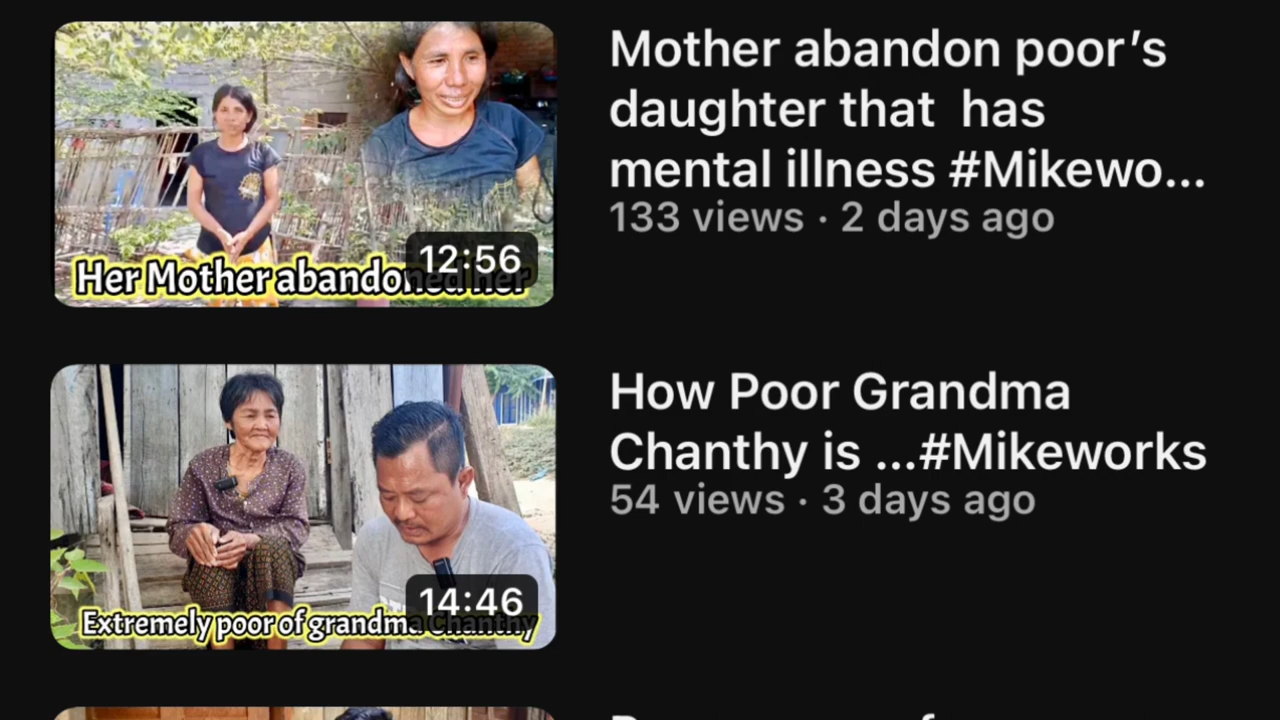 Mother abandon poor's
daughter that has
mental illness #Mikewo...
133 views · 2 days ago
Her Mother abandoned her
12:56
How Poor Grandma
Chanthy is ...#Mikeworks
54 views · 3 days ago
Extremely poor of grandma Chanthy
14:46